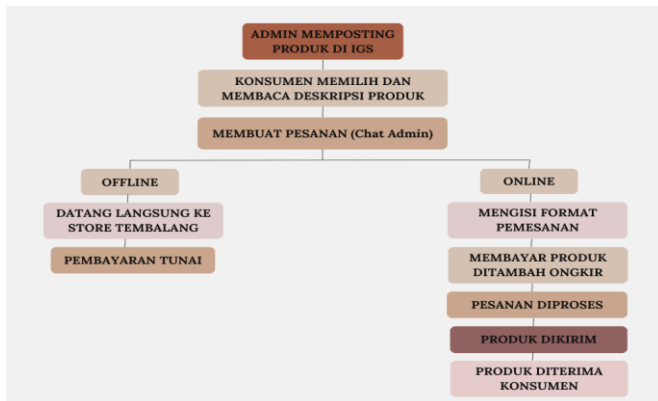 ADMIN MEMPOSTING
PRODUK DI IGS
KONSUMEN MEMILIH DAN
MEMBACA DESKRIPSI PRODUK
MEMBUAT PESANAN (Chat Admin)
OFFLINE
DATANG LANGSUNG KE
STORE TEMBALANG
PEMBAYARAN TUNAI
ONLINE
MENGISI FORMAT
PEMESANAN
MEMBAYAR PRODUK
DITAMBAH ONGKIR
PESANAN DIPROSES
PRODUK DIKIRIM
PRODUK DITERIMA
KONSUMEN